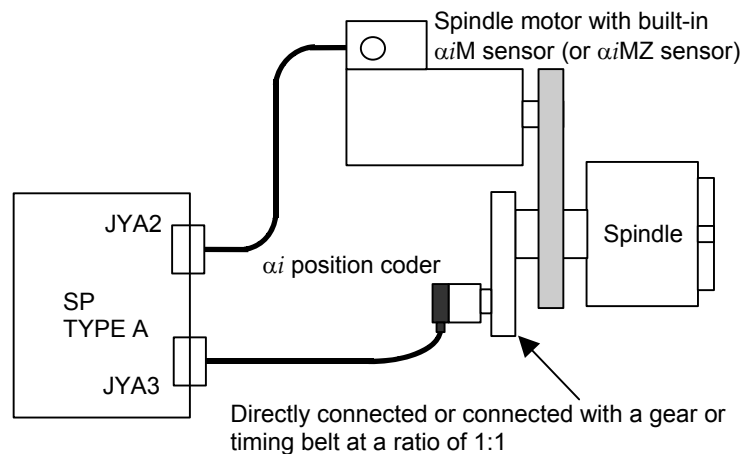 Spindle motor with built-in
αiM sensor (or αiMZ sensor)
JYA2
Spindle
αi position coder
SP
TYPE A
JYA3
Directly connected or connected with a gear or
timing belt at a ratio of 1:1